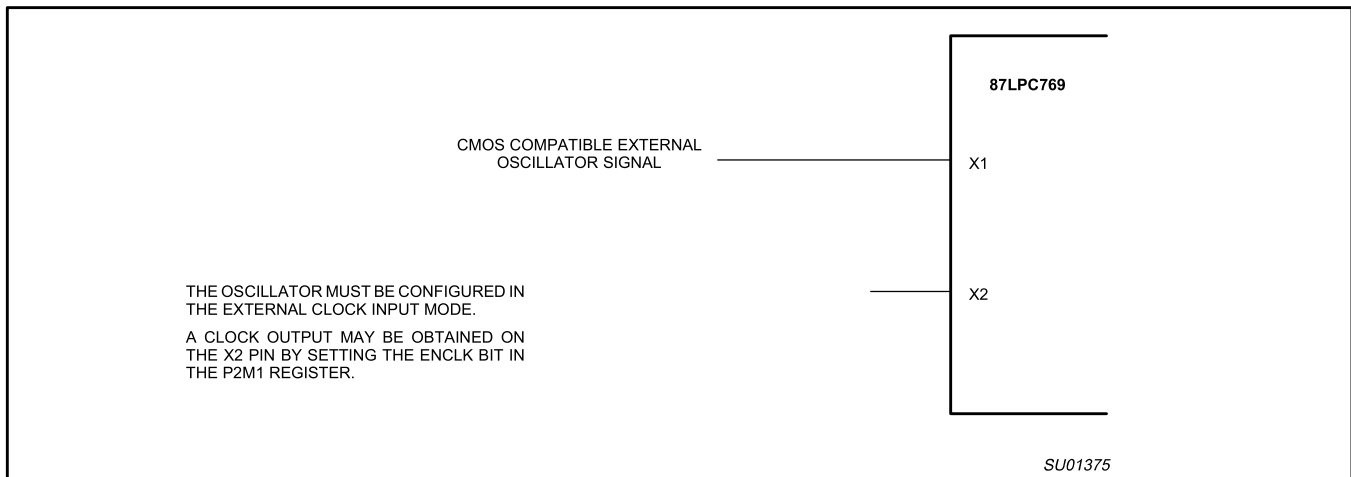 87LPC769
CMOS COMPATIBLE EXTERNAL
OSCILLATOR SIGNAL
X1
X2
THE OSCILLATOR MUST BE CONFIGURED IN
THE EXTERNAL CLOCK INPUT MODE.
A CLOCK OUTPUT MAY BE OBTAINED ON
THE X2 PIN BY SETTING THE ENCLK BIT IN
THE P2M1 REGISTER.
SU01375